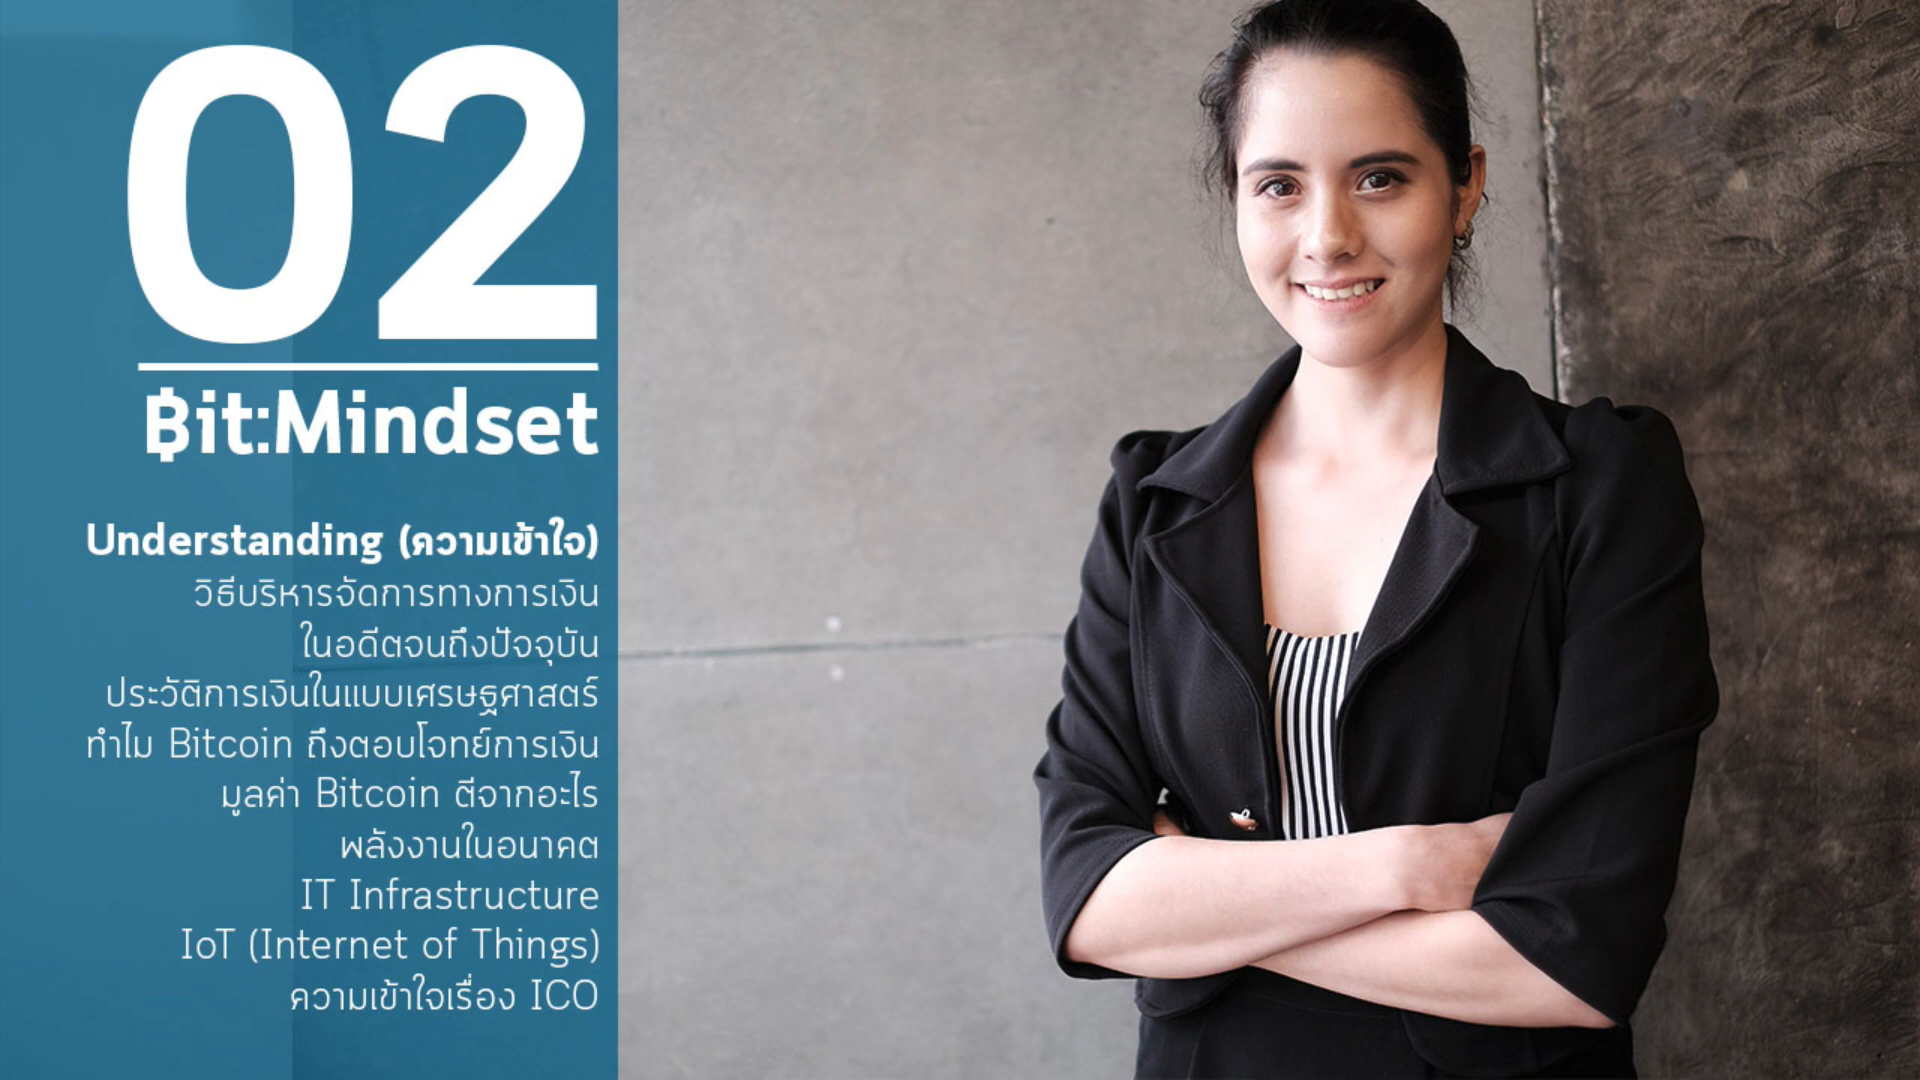 02
฿it:Mindset
Understanding (ความเข้าใจ)
วิธีบริหารจัดการทางการเงิน
ในอดีตจนถึงปัจจุบัน
ประวัติการเงินในแบบเศรษฐศาสตร์
ทำไม Bitcoin ถึงตอบโจทย์การเงิน
มูลค่า Bitcoin ตีจากอะไร
พลังงานในอนาคต
IT Infrastructure
IoT (Internet of Things)
ความเข้าใจเรื่อง ICO